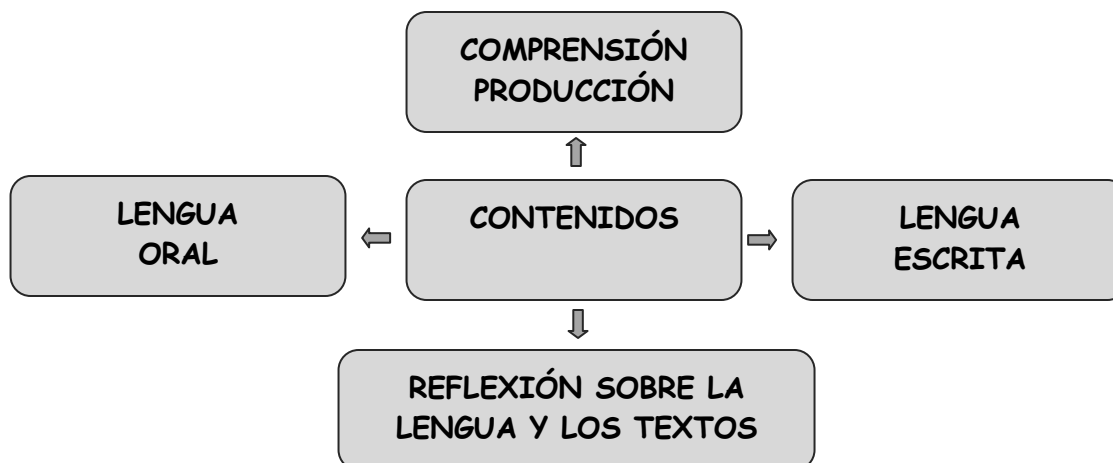 COMPRENSIÓN
PRODUCCIÓN
LENGUA
ORAL
CONTENIDOS
LENGUA
ESCRITA
REFLEXIÓN SOBRE LA
LENGUA Y LOS TEXTOS